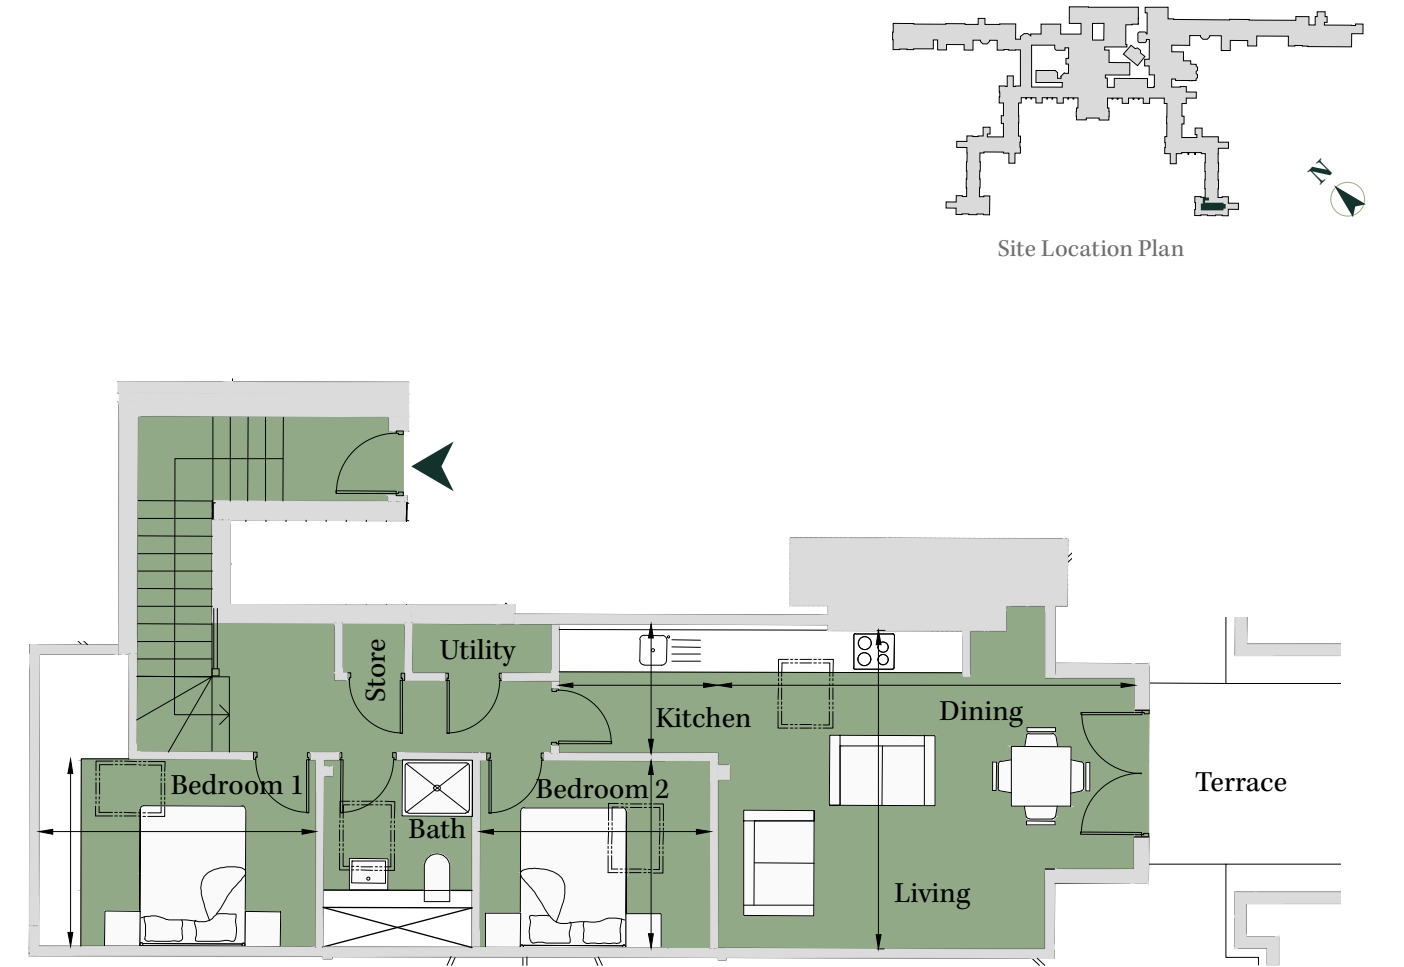 N
Site Location Plan
Store
Utility
Kitchen
Dining
Bedroom 1
Bedroom 2
Terrace
Bath
Living